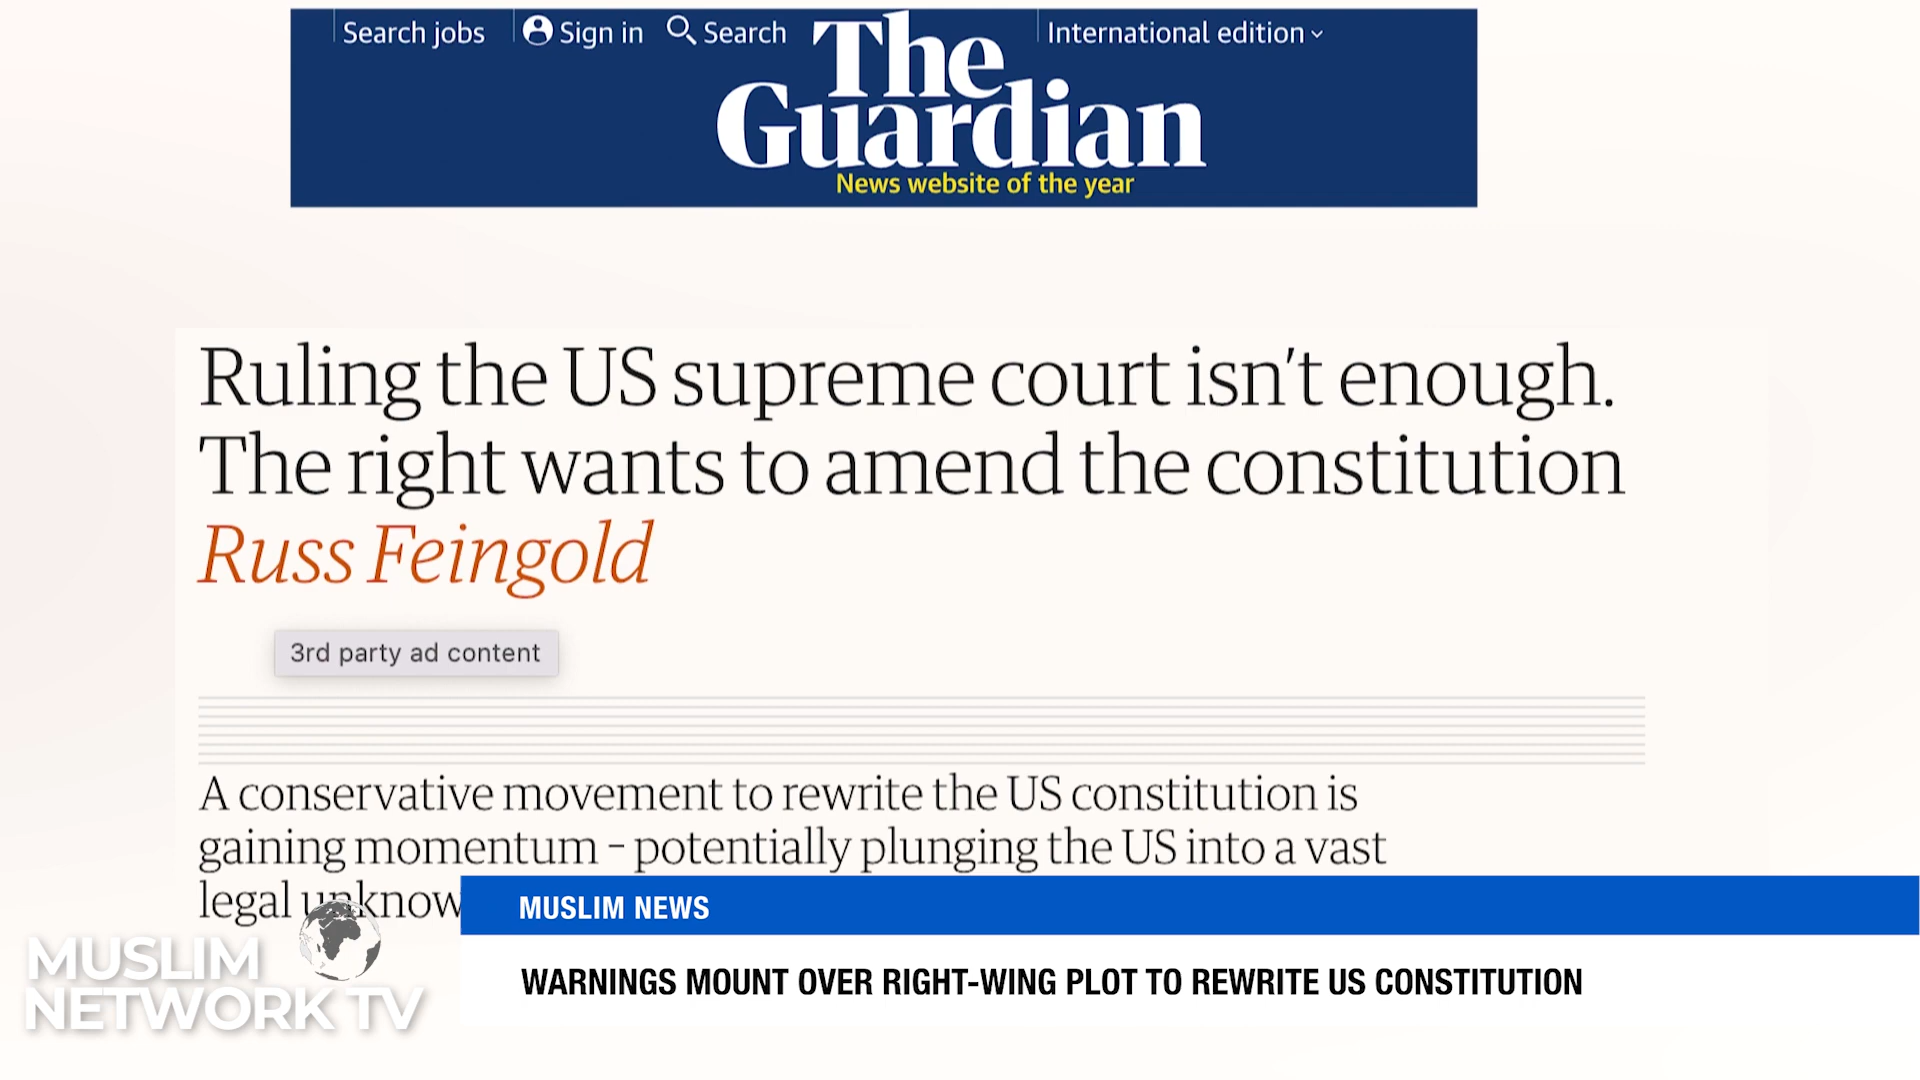 Search jobs
Sign in
Search
International edition
The
Guardian
News website of the year
Ruling the US supreme court isn't enough.
The right wants to amend the constitution
Russ Feingold
3rd party ad content
A conservative movement to rewrite the US constitution is
gaining momentum – potentially plunging the US into a vast
legal unknow
MUSLIM NEWS
MUSLIM
NETWORK TV
WARNINGS MOUNT OVER RIGHT-WING PLOT TO REWRITE US CONSTITUTION